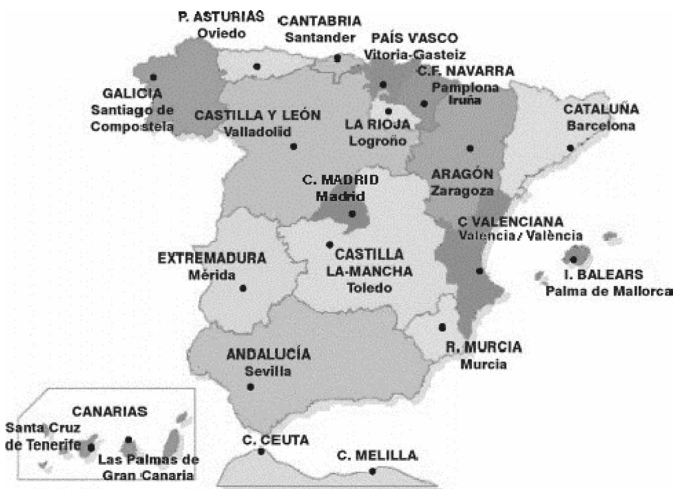 P. ASTURIAS
Oviedo
CANTABRIA
Santander
PAÍS VASCO
Vitoria-Gasteiz
C.F. NAVARRA
Pamplona
Iruña
GALICIA
Santiago de
Compostela
CASTILLA Y LEÓN
Valladolid
LA RIOJA
Logroño
CATALUÑA
Barcelona
ARAGÓN
Zaragoza
C. MADRID
Madrid
C VALENCIANA
Valencia/València
EXTREMADURA
Mérida
CASTILLA
LA-MANCHA
Toledo
I. BALEARS
Palma de Mallorca
R. MURCIA
Murcia
ANDALUCÍA
Sevilla
CANARIAS
Santa Cruz
de Tenerife
Las Palmas de
Gran Canaria
C. CEUTA
C. MELILLA